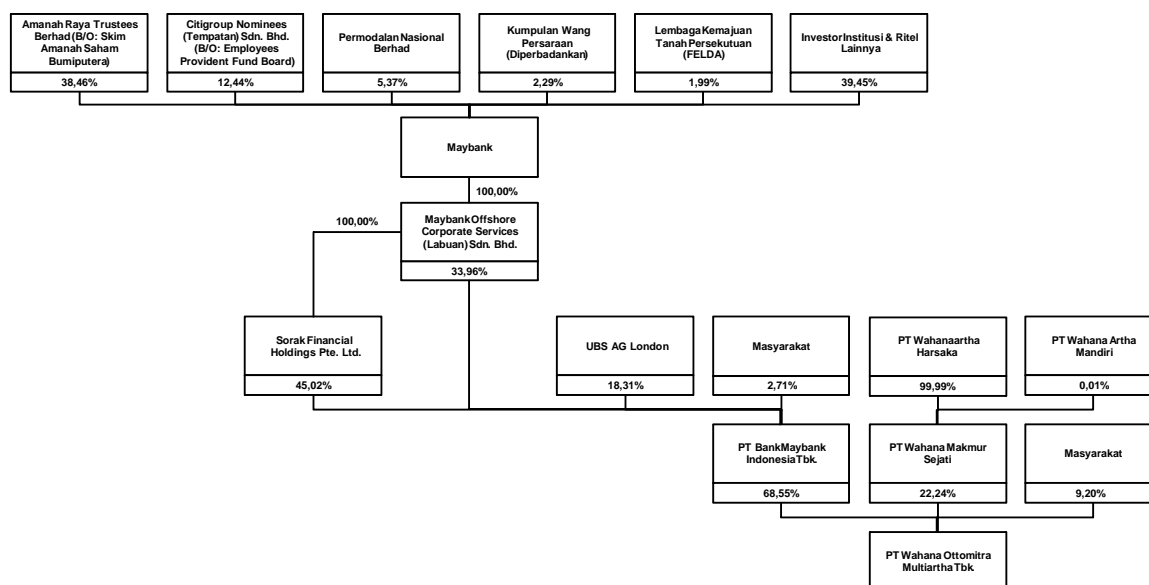 Amanah Raya Trustees
Berhad (B/O: Skim
Amanah Saham
Bumiputera)
38,46%
Citigroup Nominees
(Tempatan) Sdn. Bhd.
(B/O: Employees
Provident Fund Board)
12,44%
Permodalan Nasional
Berhad
5,37%
Kumpulan Wang
Persaraan
(Diperbadankan)
2,29%
Lembaga Kemajuan
Tanah Persekutuan
(FELDA)
1,99%
Investor Institusi & Ritel
Lainnya
39,45%
Maybank
100,00%
100,00%
Maybank Offshore
Corporate Services
(Labuan) Sdn. Bhd.
33,96%
Sorak Financial
Holdings Pte. Ltd.
45,02%
UBS AG London
18,31%
Masyarakat
2,71%
PT Wahanaartha
Harsaka
99,99%
PT Wahana Artha
Mandiri
0,01%
PT Bank Maybank
Indonesia Tbk.
68,55%
PT Wahana Makmur
Sejati
22,24%
Masyarakat
9,20%
PT Wahana Ottomitra
Multiartha Tbk.